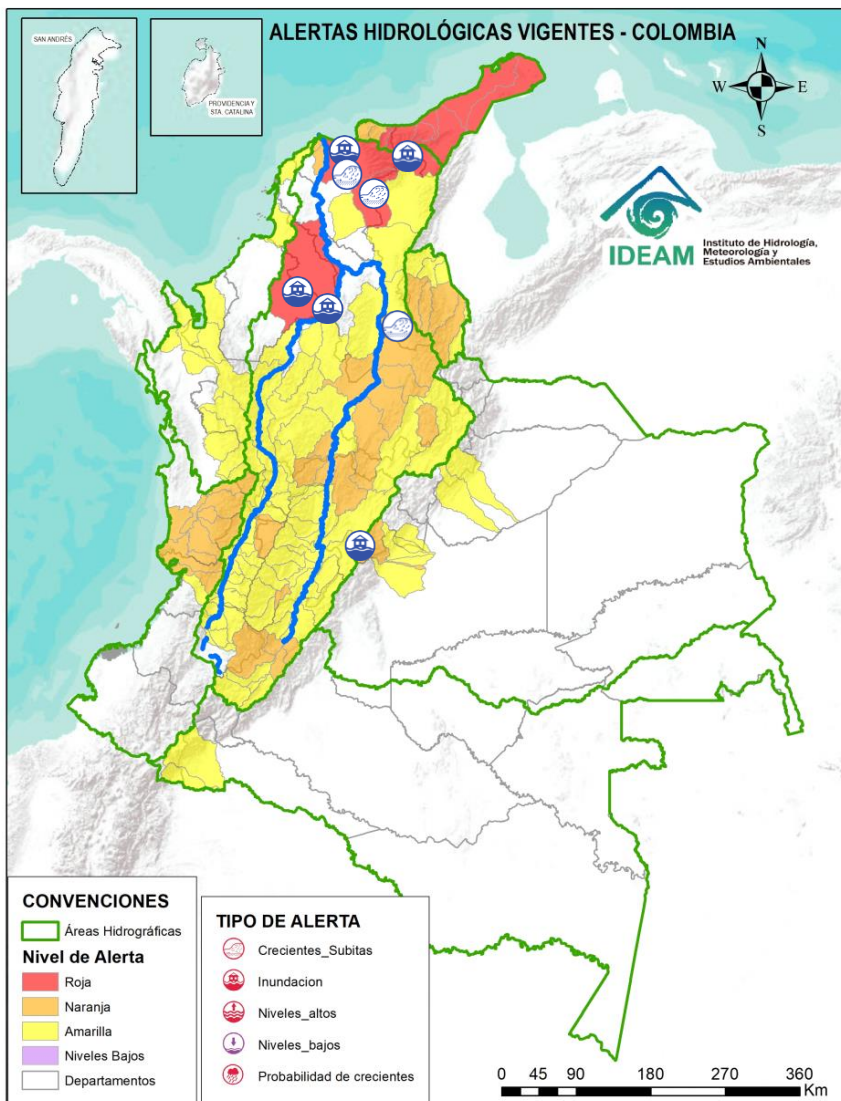 ALERTAS HIDROLÓGICAS VIGENTES - COLOMBIA
SAN ANDRÉS
PROVIDENCIA Y
STA. CATALINA
N
W
E
S
IDEAM
Instituto de Hidrología,
Meteorología y
Estudios Ambientales
CONVENCIONES
Áreas Hidrográficas
Nivel de Alerta
Roja
Naranja
Amarilla
Niveles Bajos
Departamentos
TIPO DE ALERTA
Crecientes_Subitas
Inundacion
Niveles_altos
Niveles_bajos
Probabilidad de crecientes
0 45 90 180 270 360
Km